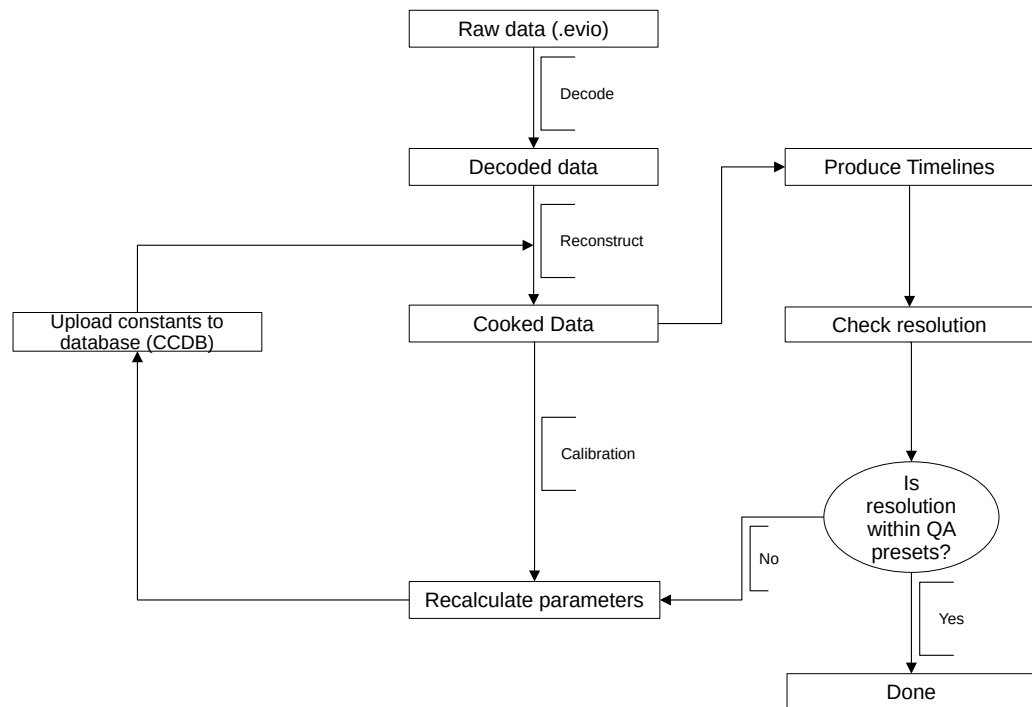 Raw data (.evio)
Decode
Decoded data
Produce Timelines
Reconstruct
Upload constants to
database (CCDB)
Cooked Data
Check resolution
Calibration
Is
resolution
within QA
presets?
No
Recalculate parameters
Yes
Done